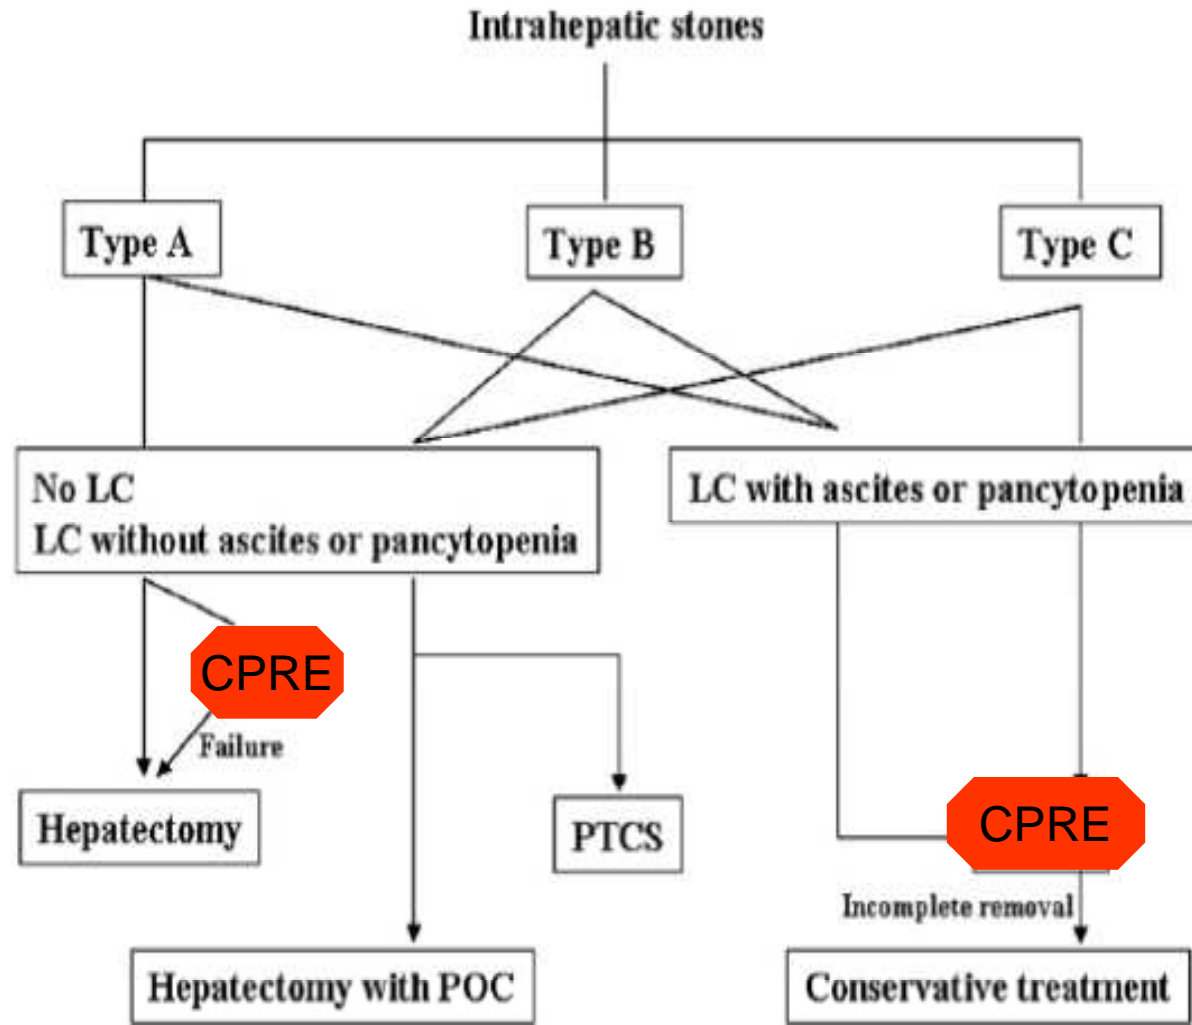 Intrahepatic stones
Type A
Type B
Type C
No LC
LC without ascites or pancytopenia
LC with ascites or pancytopenia
CPRE
Failure
Hepatectomy
PTCS
CPRE
Incomplete removal
Hepatectomy with POC
Conservative treatment